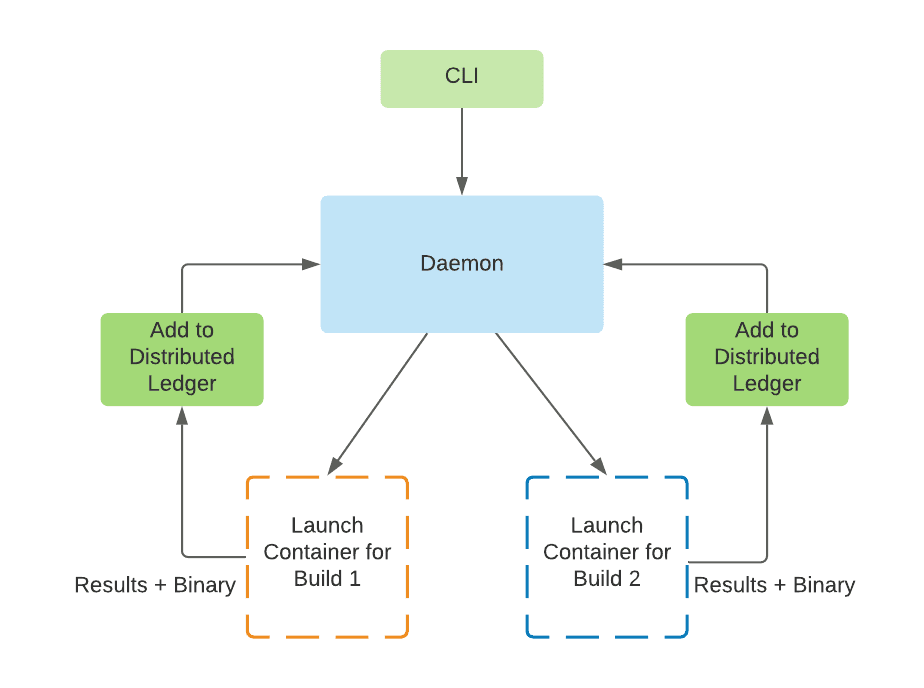 CLI
Daemon
Add to
Distributed
Ledger
Add to
Distributed
Ledger
Launch
Container for
Build 1
Launch
Container for
Build 2
Results + Binary
Results + Binary